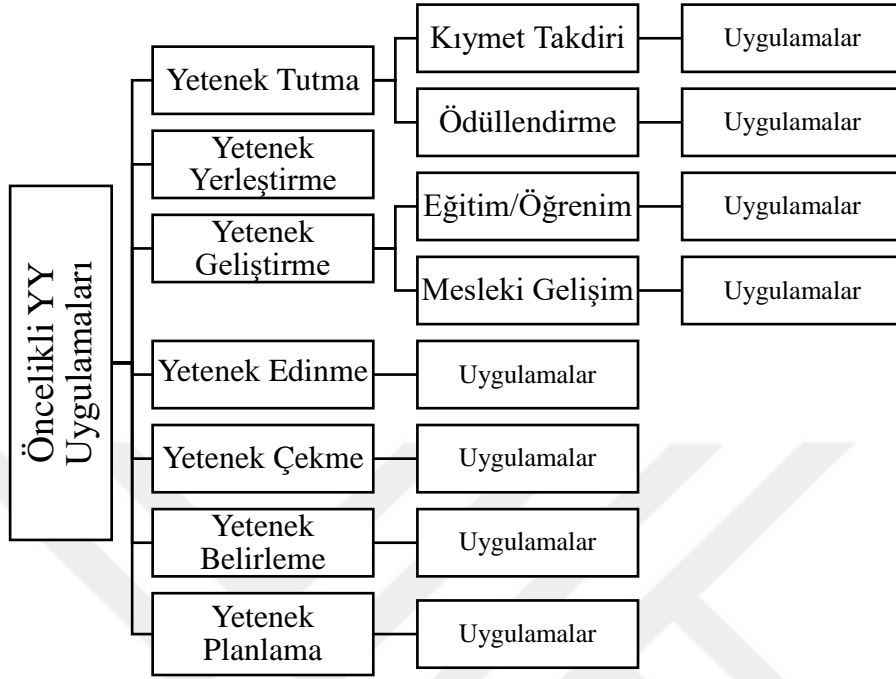 Öncelikli YY
Uygulamaları
Yetenek Tutma
Kıymet Takdiri
Uygulamalar
Ödüllendirme
Uygulamalar
Yetenek
Yerleştirme
Yetenek
Geliştirme
Eğitim/Öğrenim
Uygulamalar
Mesleki Gelişim
Uygulamalar
Yetenek Edinme
Uygulamalar
Yetenek Çekme
Uygulamalar
Yetenek
Belirleme
Uygulamalar
Yetenek
Planlama
Uygulamalar